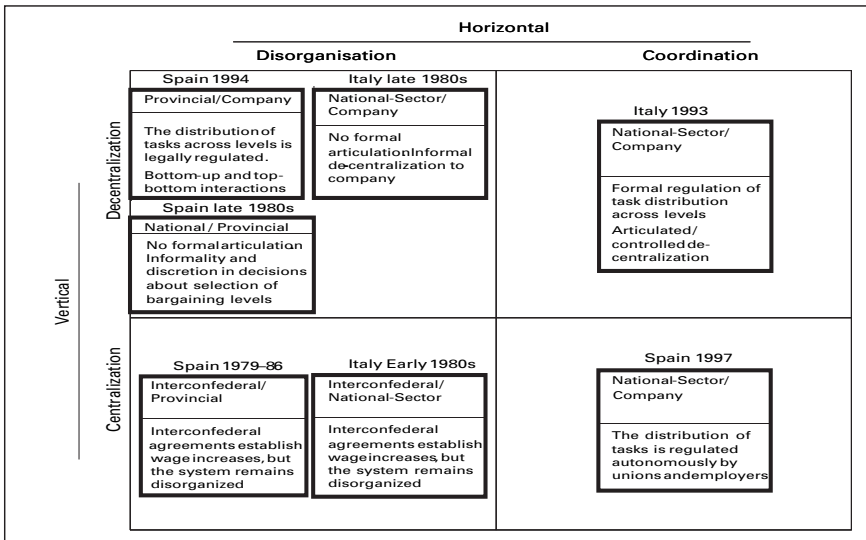 Horizontal
Disorganisation
Coordination
Vertical
Decentralization
Spain 1994
Provincial/Company
The distribution of
tasks across levels is
legally regulated.
Bottom-up and top-
bottom interactions
Italy late 1980s
National-Sector/
Company
No formal
articulationInformal
de-centralization to
company
Italy 1993
National-Sector/
Company
Formal regulation of
task distribution
across levels
Articulated/
controlled de-
centralization
Spain late 1980s
National / Provincial
No formal articulation
Informality and
discretion in decisions
about selection of
bargaining levels
Centralization
Spain 1979–86
Interconfederal/
Provincial
Interconfederal
agreements establish
wage increases, but
the system remains
disorganized
Italy Early 1980s
Interconfederal/
National-Sector
Interconfederal
agreements establish
wage increases, but
the system remains
disorganized
Spain 1997
National-Sector/
Company
The distribution of
tasks is regulated
autonomously by
unions andemployers